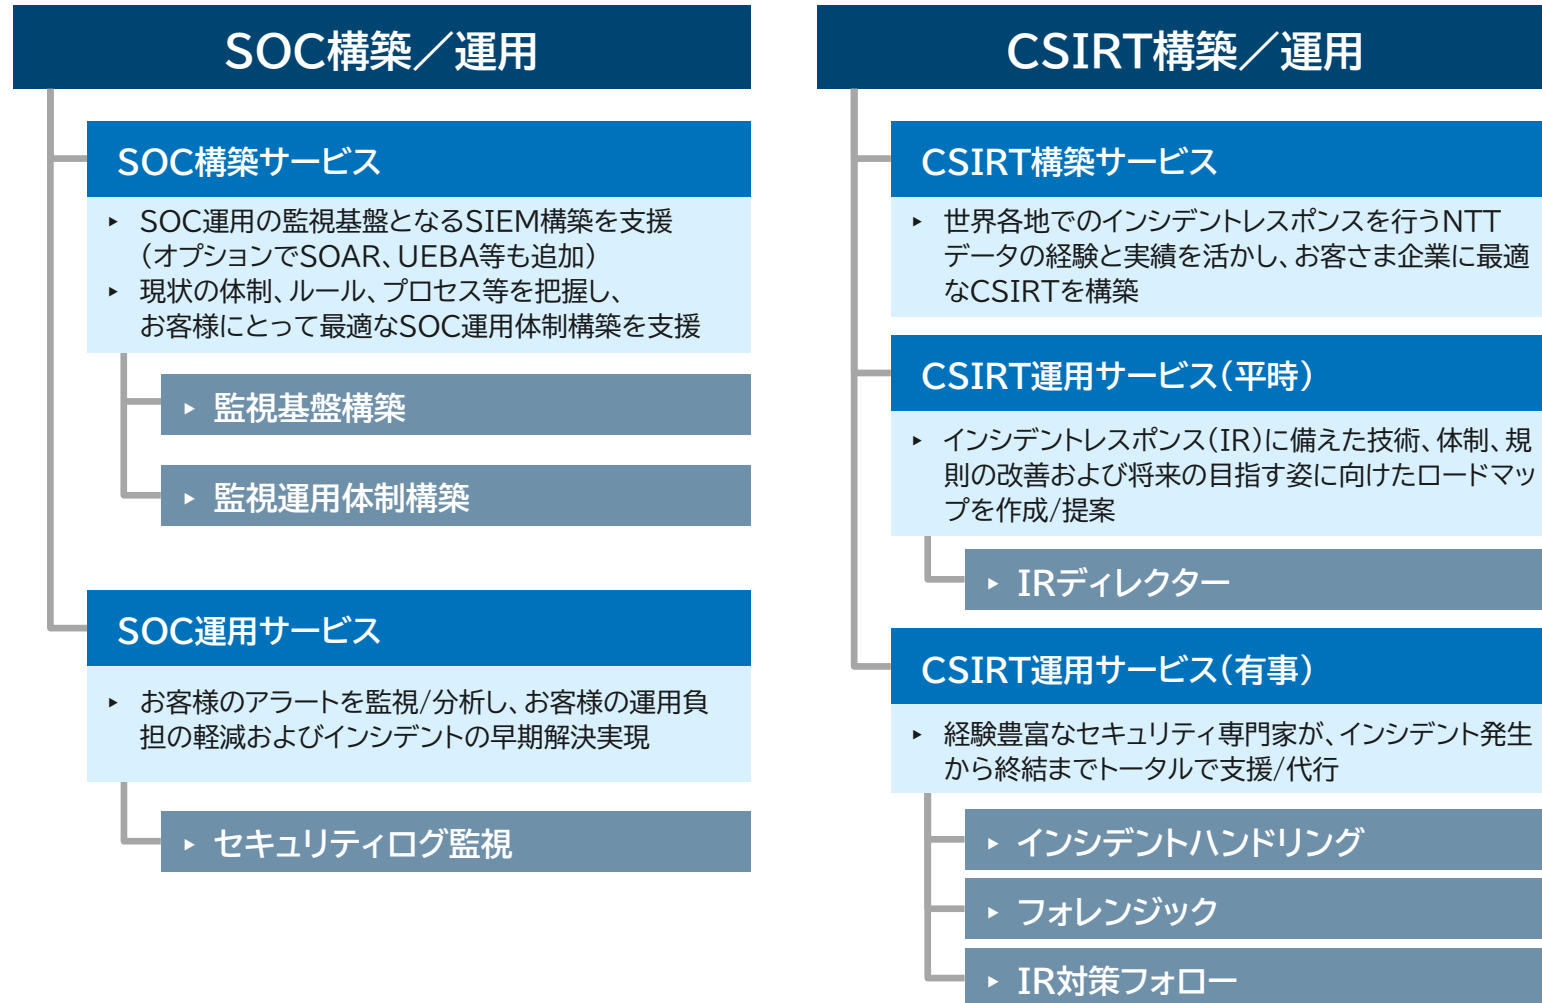 SOC構築／運用
SOC構築サービス
▸ SOC運用の監視基盤となるSIEM構築を支援
（オプションでSOAR、UEBA等も追加）
▸ 現状の体制、ルール、プロセス等を把握し、
お客様にとって最適なSOC運用体制構築を支援
▸ 監視基盤構築
▸ 監視運用体制構築
SOC運用サービス
▸ お客様のアラートを監視/分析し、お客様の運用負
担の軽減およびインシデントの早期解決実現
▸ セキュリティログ監視
CSIRT構築／運用
CSIRT構築サービス
▸ 世界各地でのインシデントレスポンスを行うNTT
データの経験と実績を活かし、お客さま企業に最適
なCSIRTを構築
CSIRT運用サービス（平時）
▸ インシデントレスポンス（IR）に備えた技術、体制、規
則の改善および将来の目指す姿に向けたロードマッ
プを作成/提案
▸ IRディレクター
CSIRT運用サービス（有事）
▸ 経験豊富なセキュリティ専門家が、インシデント発生
から終結までトータルで支援/代行
▸ インシデントハンドリング
▸ フォレンジック
▸ IR対策フォロー